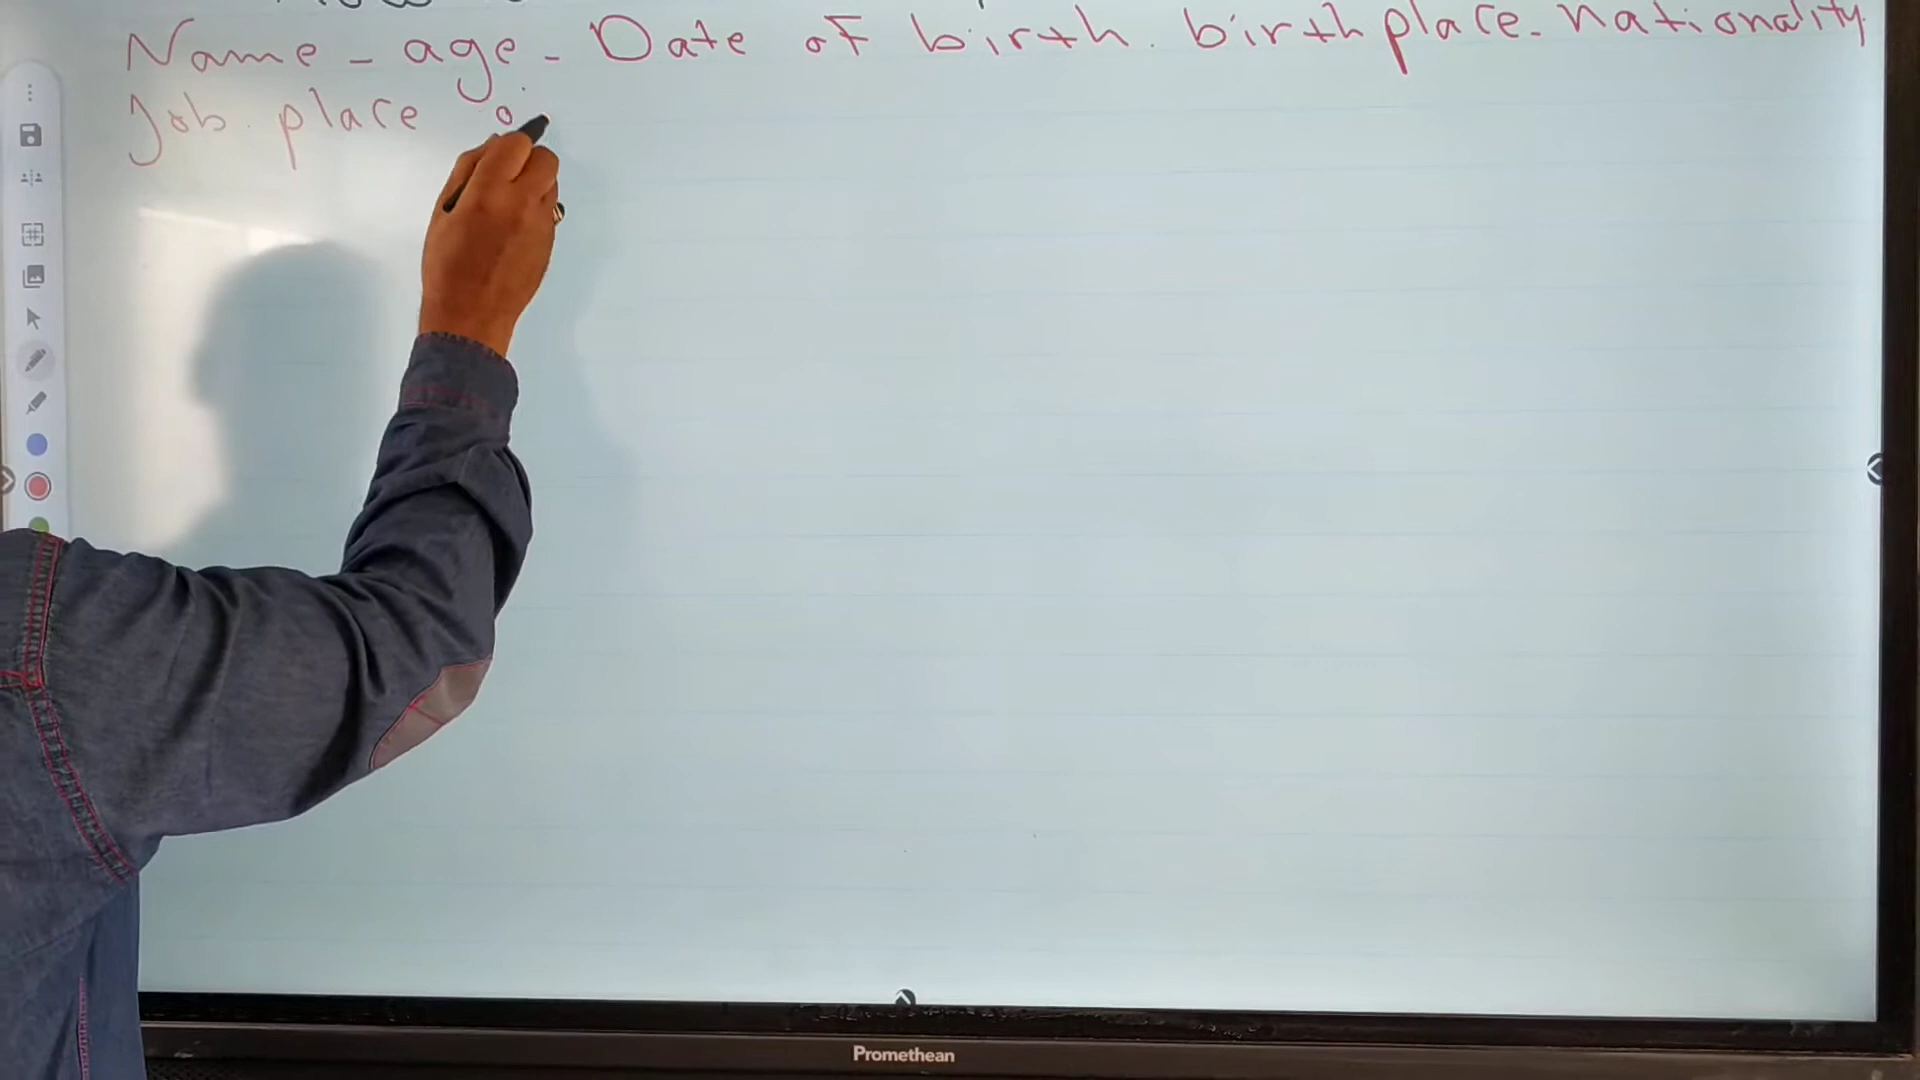 Name - age - Date of birth. birthplace. nationality
Job. place o
Promethean